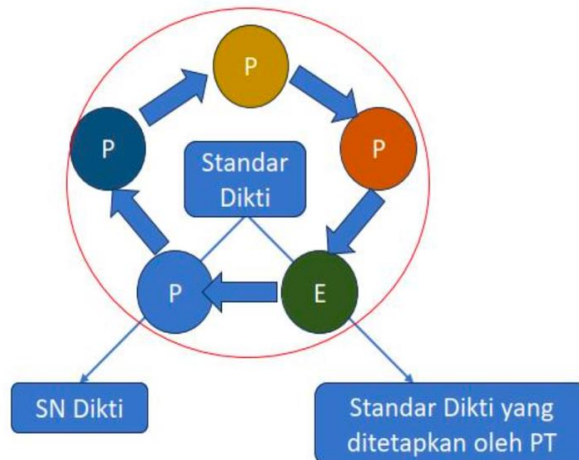 P
P
P
Standar
Dikti
P
E
SN Dikti
Standar Dikti yang
ditetapkan oleh PT